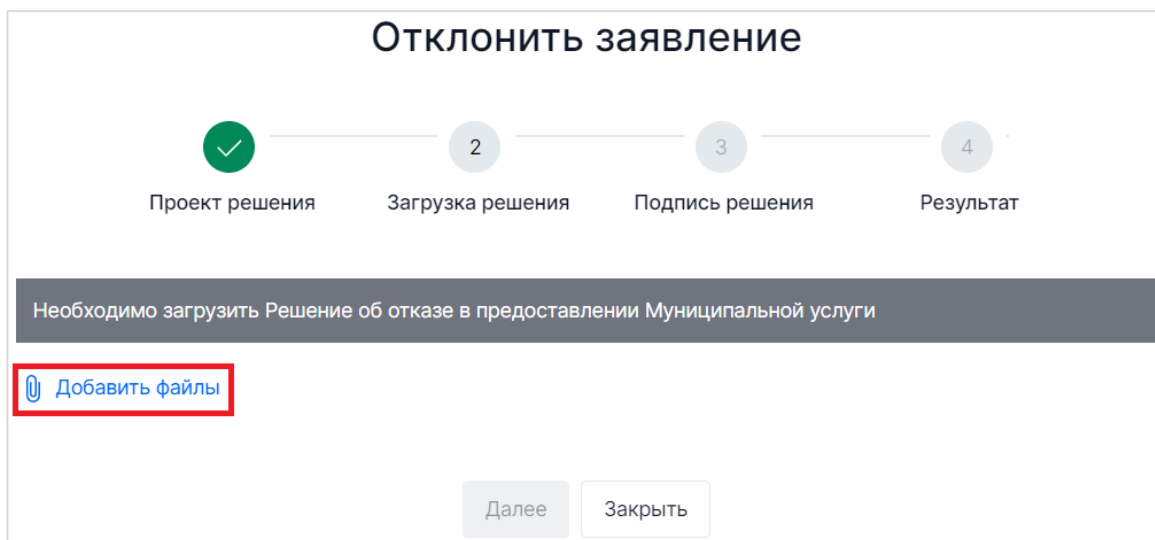 Отклонить заявление
2
3
4
Проект решения
Загрузка решения
Подпись решения
Результат
Необходимо загрузить Решение об отказе в предоставлении Муниципальной услуги
Добавить файлы
Далее
Закрыть